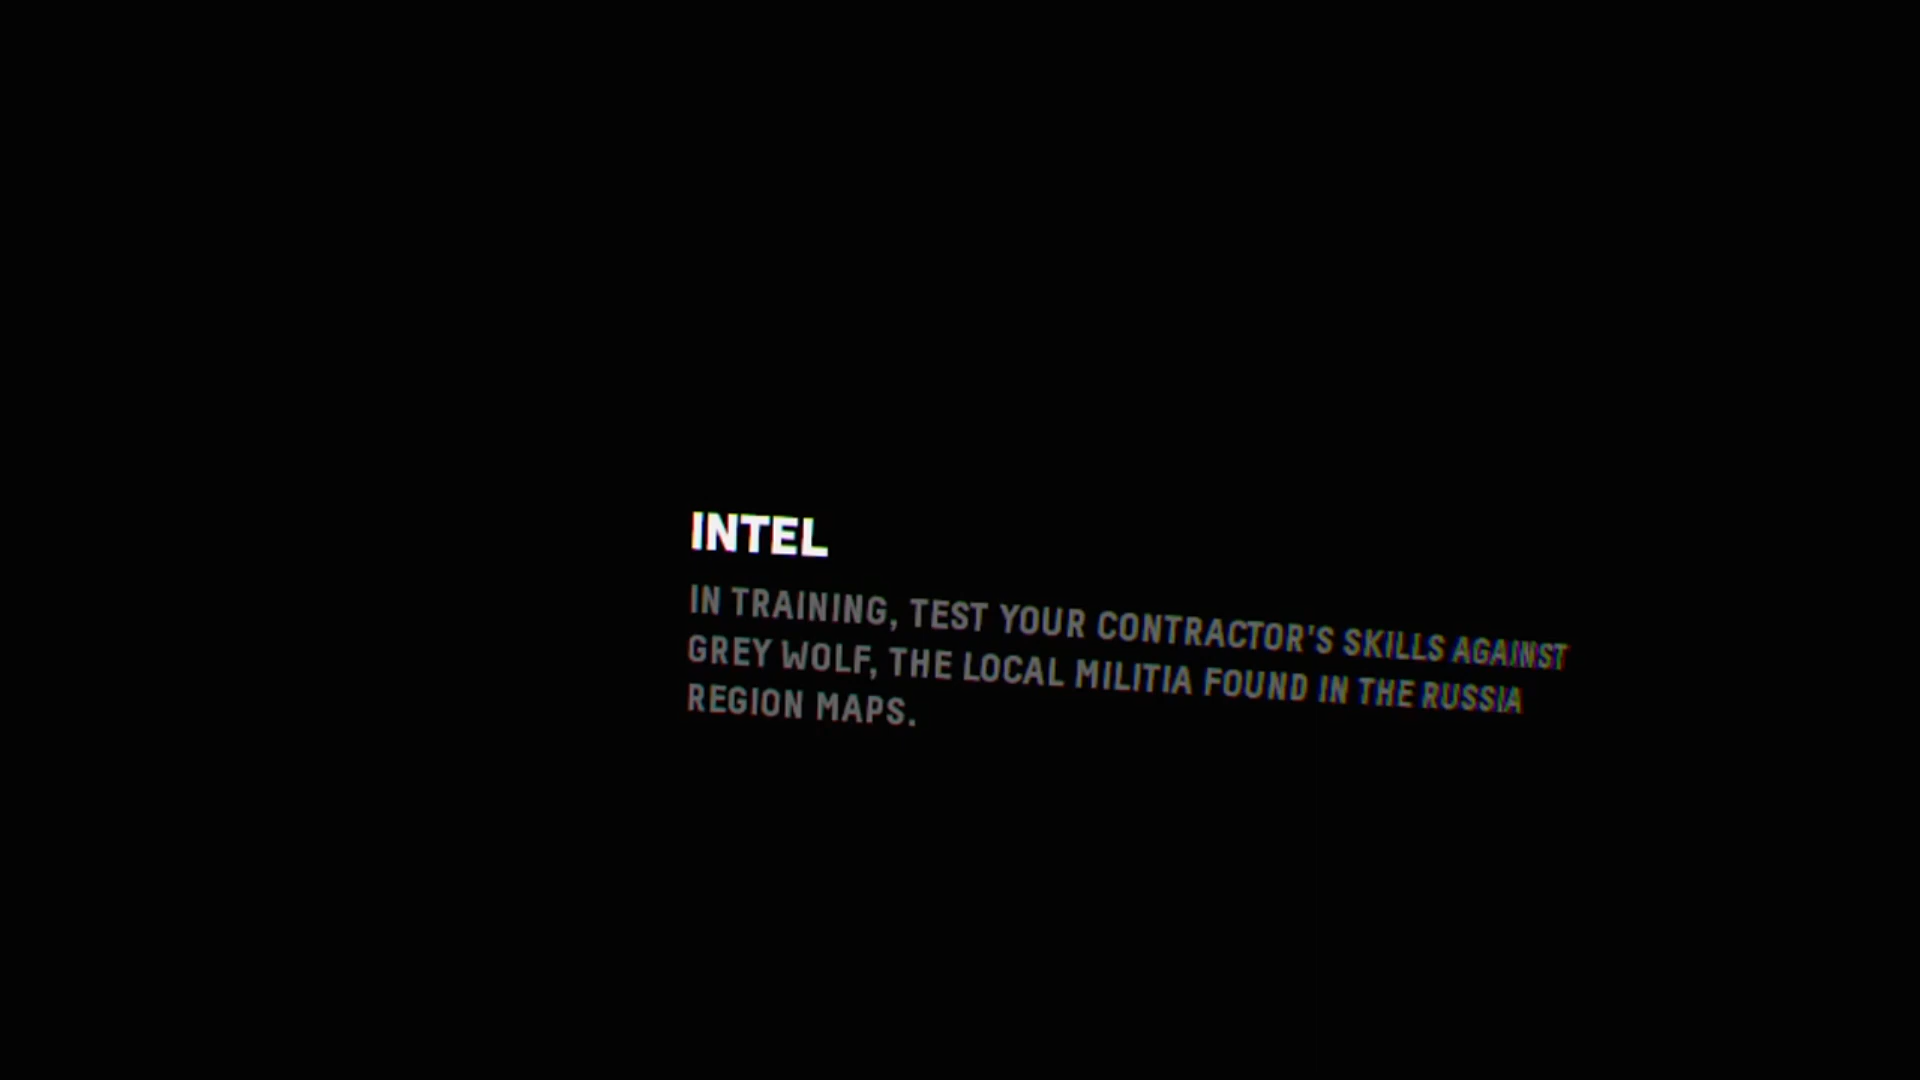 INTEL
IN TRAINING, TEST YOUR CONTRACTOR'S SKILLS AGAINST
GREY WOLF, THE LOCAL MILITIA FOUND IN THE RUSSIA
REGION MAPS.